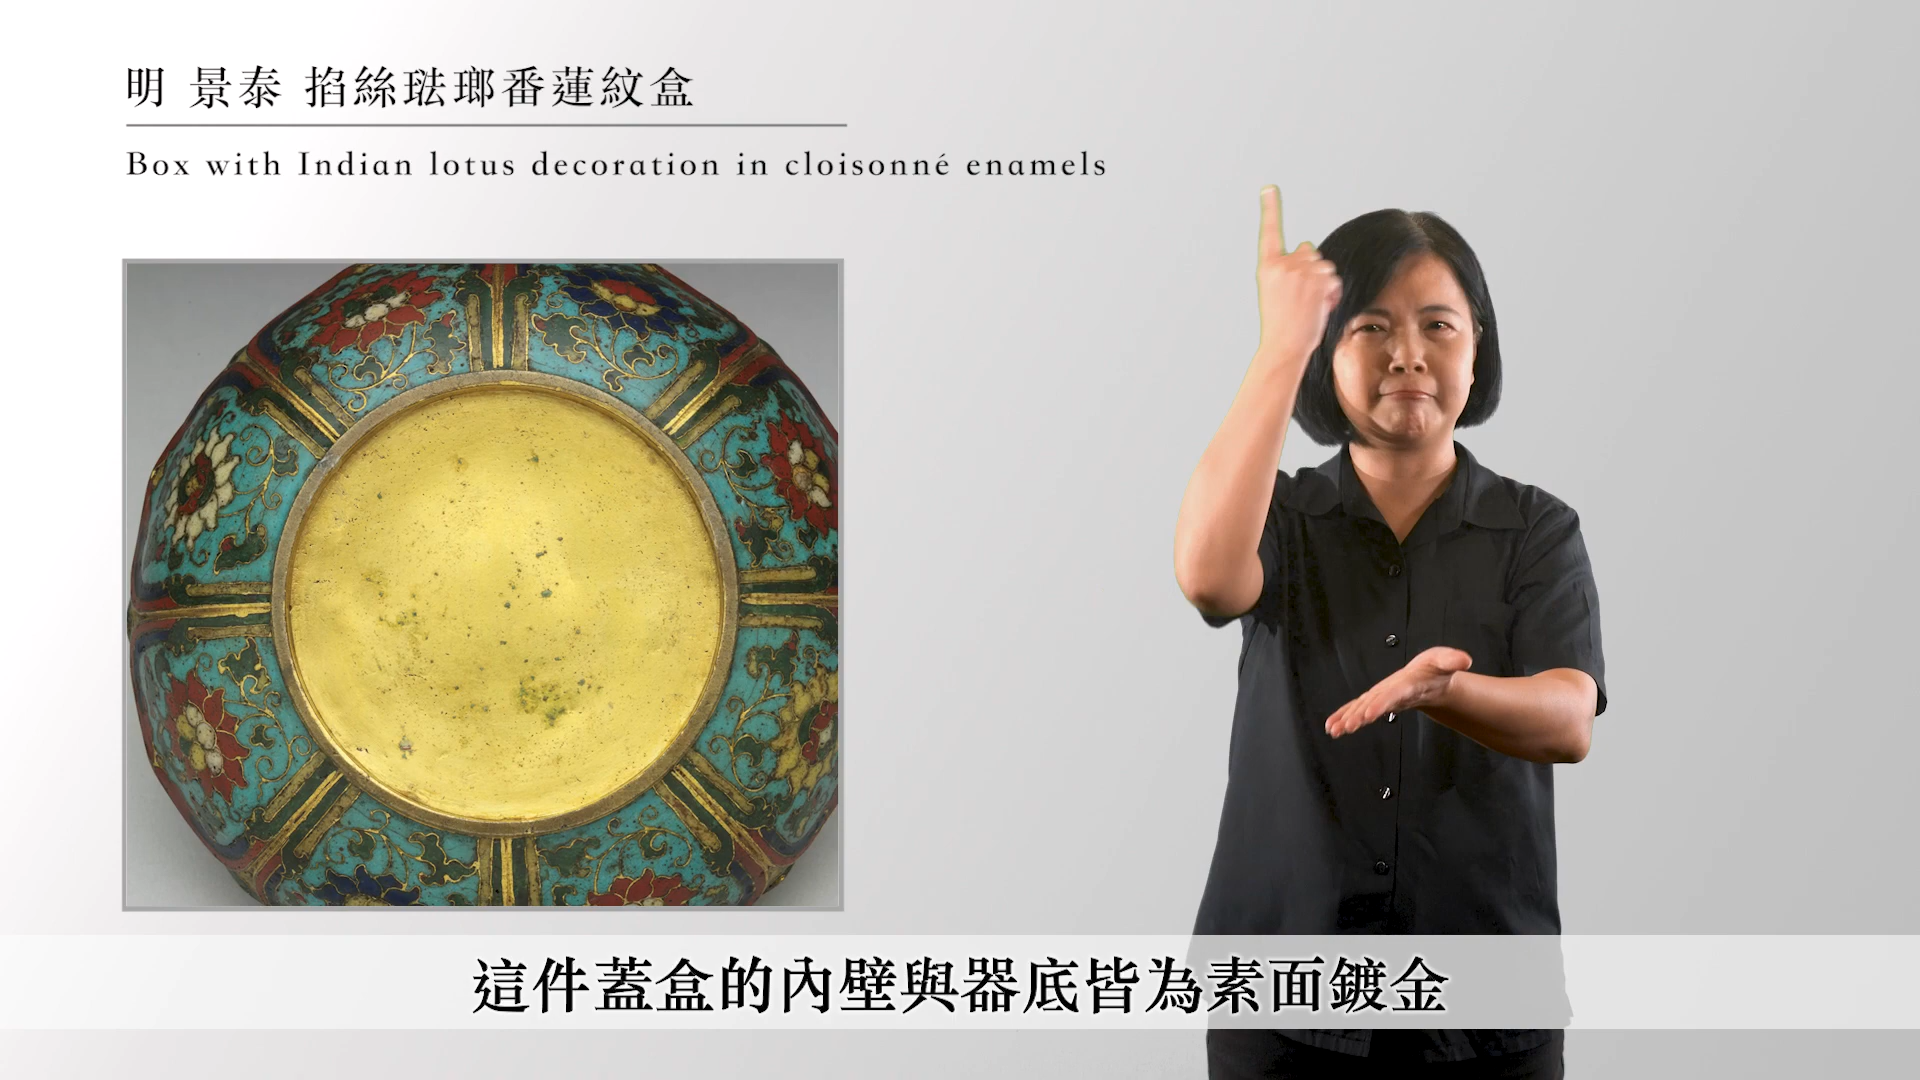 明 景泰 掐絲琺瑯番蓮紋盒
Box with Indian lotus decoration in cloisonné enamels
這件蓋盒的內壁與器底皆為素面鍍金